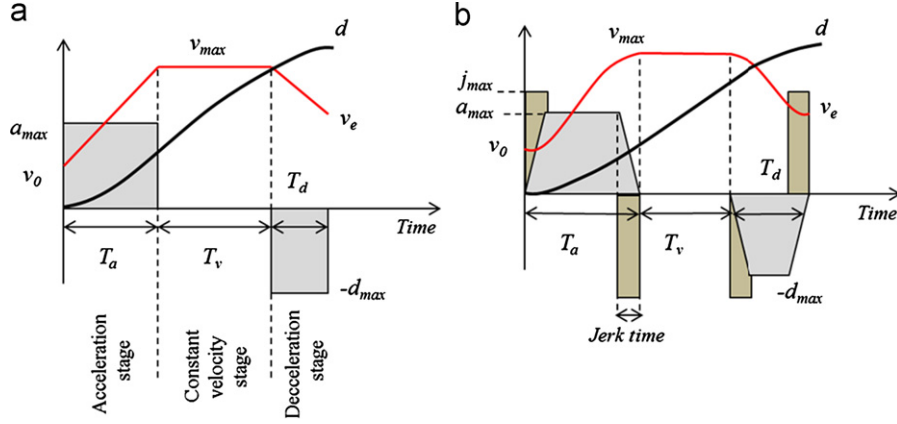 a
v_max
d
a_max
v_e
v_0
T_d
Time
T_a
T_v
-d_max
Acceleration
stage
Constant
velocity
stage
Decceleration
stage
b
d
v_max
j_max
a_max
v_e
v_0
T_d
Time
T_a
T_v
-d_max
Jerk time